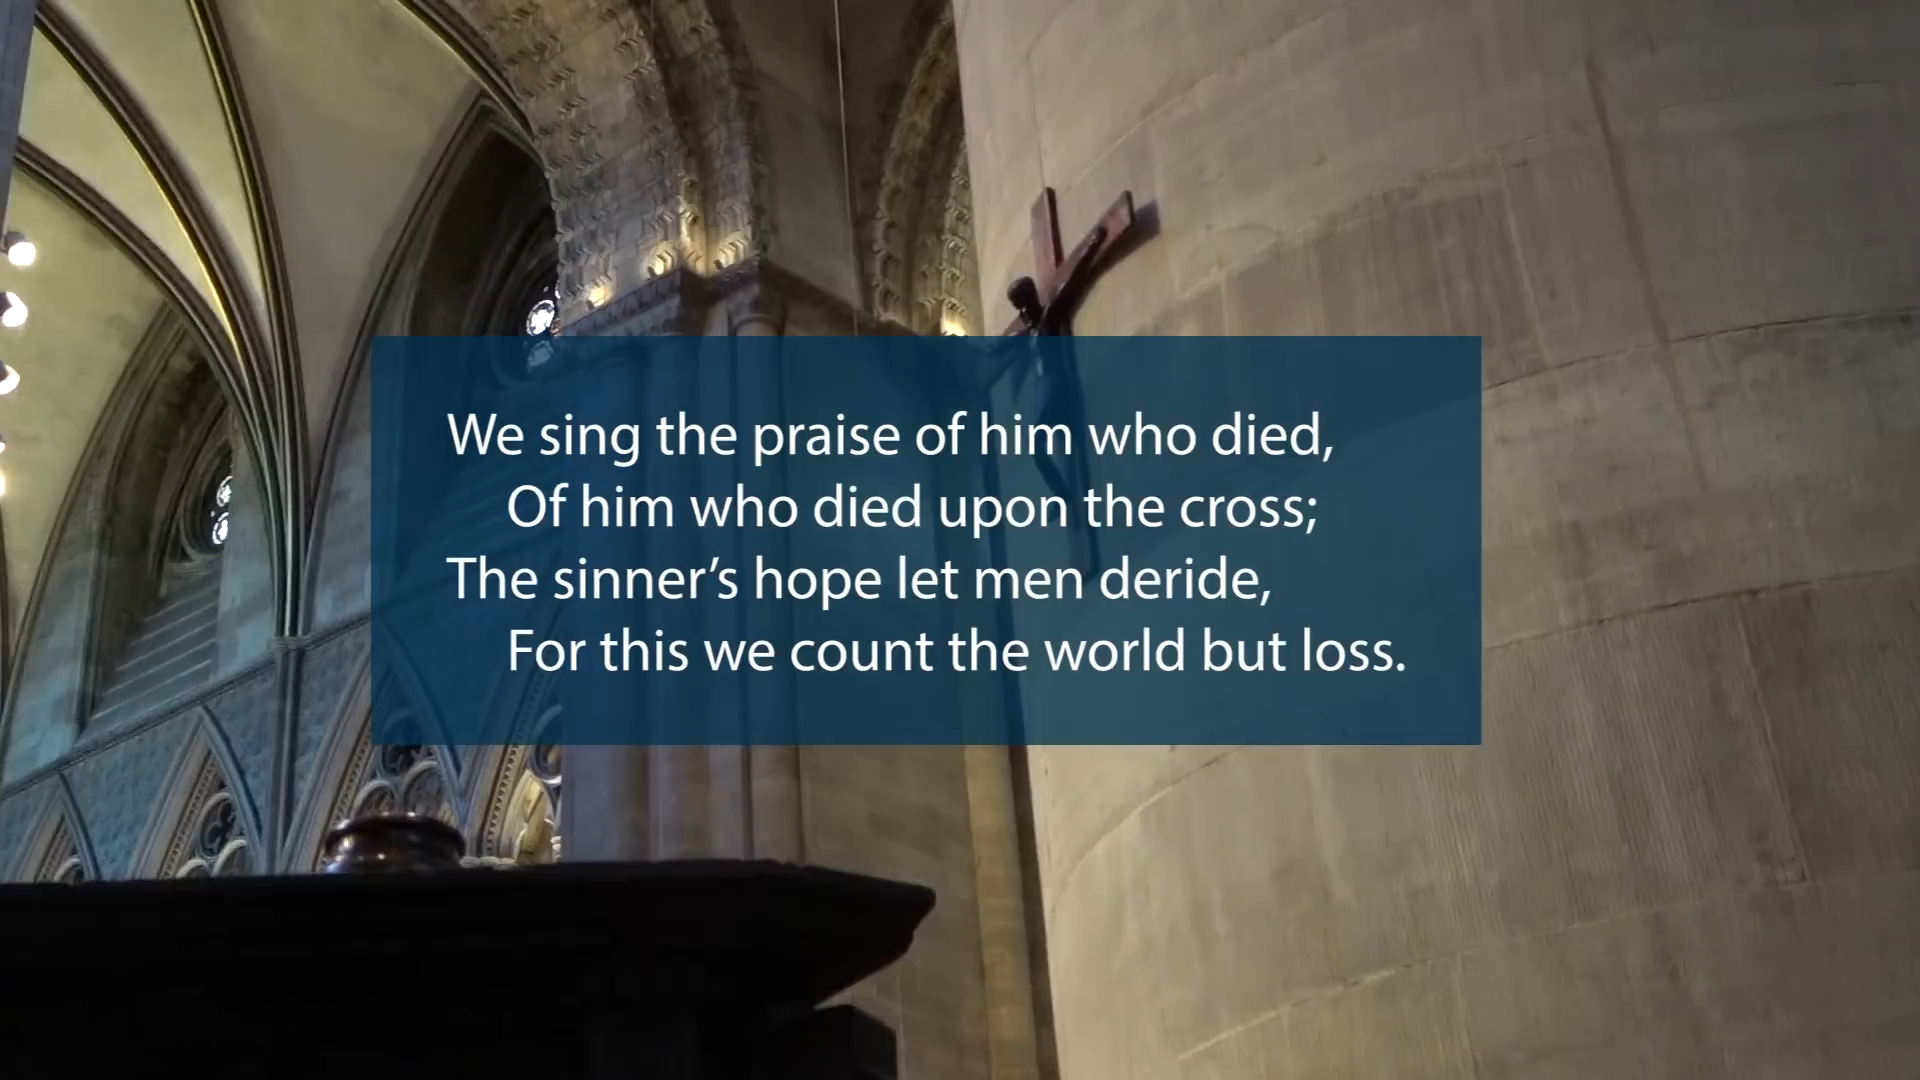 We sing the praise of him who died,
Of him who died upon the cross;
The sinner’s hope let men deride,
For this we count the world but loss.